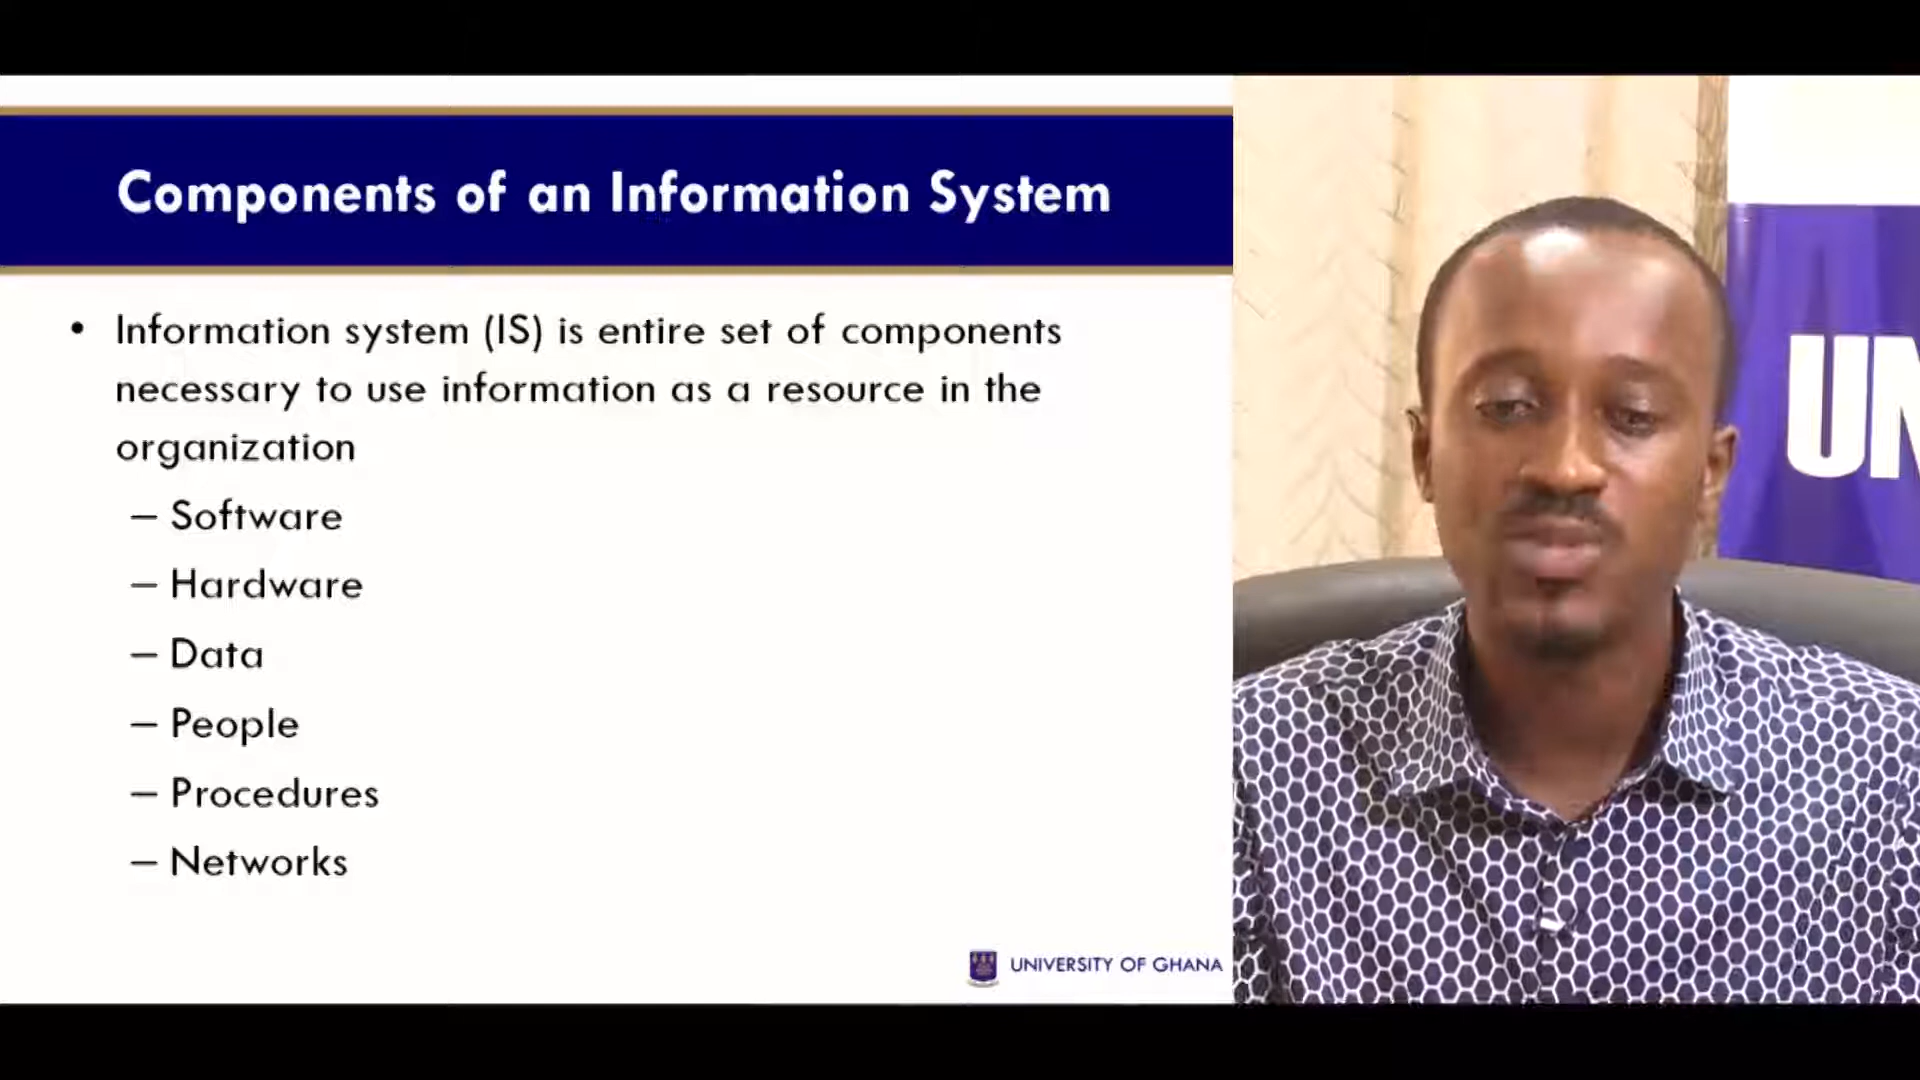 Components of an Information System
• Information system (IS) is entire set of components
necessary to use information as a resource in the
organization
– Software
– Hardware
– Data
– People
– Procedures
– Networks
UNIVERSITY OF GHANA
UN